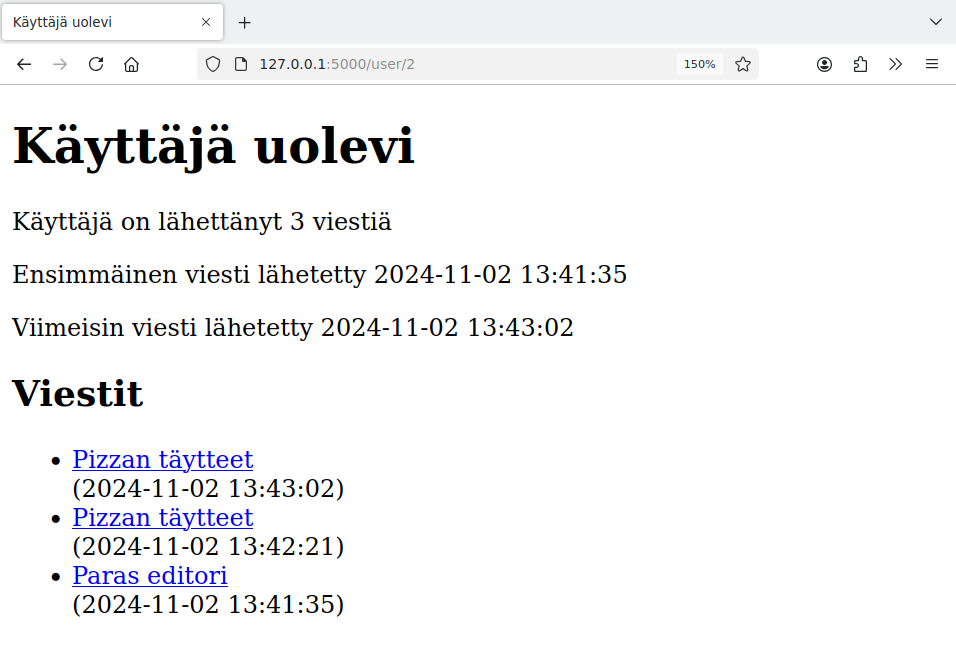 Käyttäjä uolevi
127.0.0.1:5000/user/2
150%
Käyttäjä uolevi
Käyttäjä on lähettänyt 3 viestiä
Ensimmäinen viesti lähetetty 2024-11-02 13:41:35
Viimeisin viesti lähetetty 2024-11-02 13:43:02
Viestit
Pizzan täytteet
(2024-11-02 13:43:02)
Pizzan täytteet
(2024-11-02 13:42:21)
Paras editori
(2024-11-02 13:41:35)